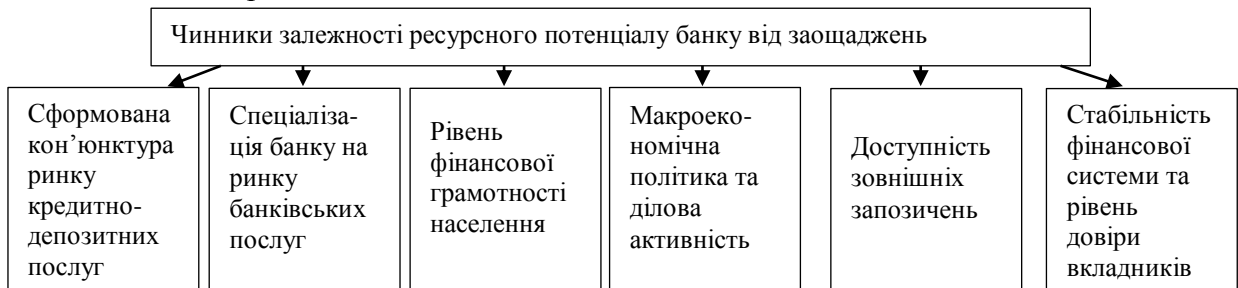 Чинники залежності ресурсного потенціалу банку від заощаджень
Сформована
кон’юнктура
ринку
кредитно-
депозитних
послуг
Спеціаліза-
ція банку на
ринку
банківських
послуг
Рівень
фінансової
грамотності
населення
Макроеко-
номічна
політика та
ділова
активність
Доступність
зовнішніх
запозичень
Стабільність
фінансової
системи та
рівень
довіри
вкладників